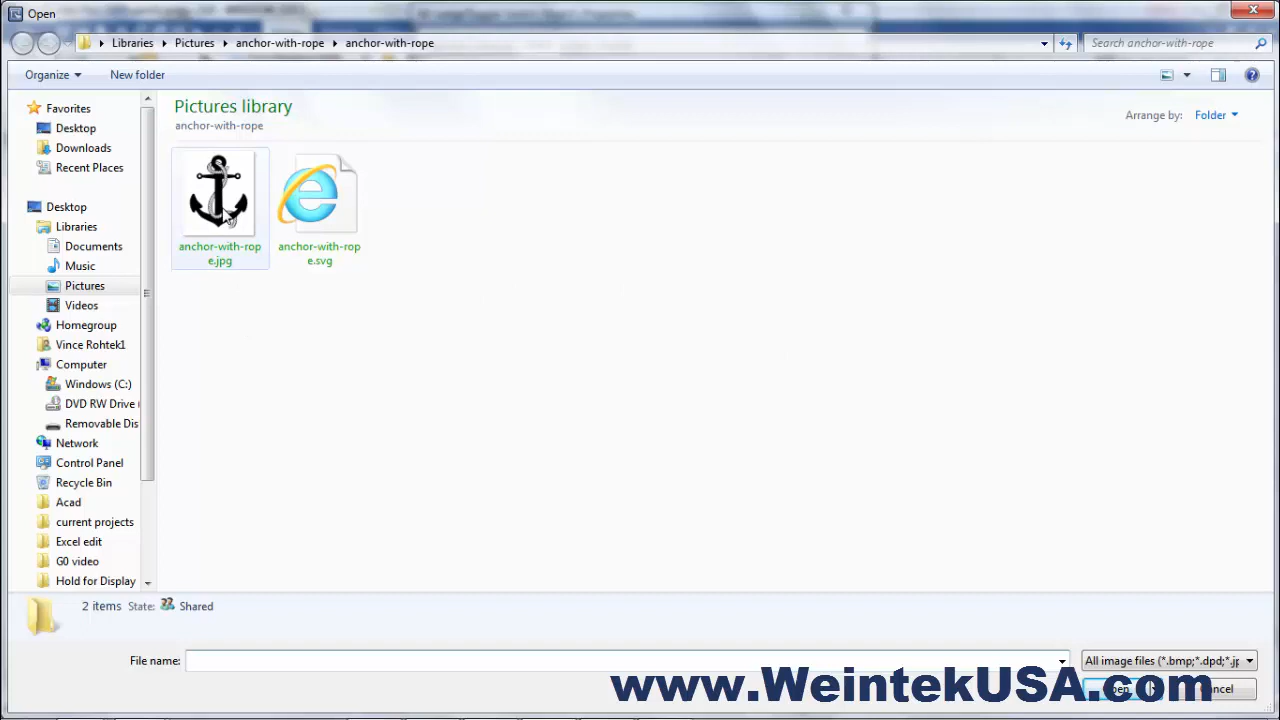 Open
Libraries Pictures anchor-with-rope anchor-with-rope
Search anchor-with-rope
Organize New folder
Pictures library
anchor-with-rope
Arrange by: Folder
Favorites
Desktop
Downloads
Recent Places
Desktop
Libraries
Documents
Music
Pictures
Videos
Homegroup
Vince Rohtek1
Computer
Windows (C:)
DVD RW Drive (
Removable Dis
Network
Control Panel
Recycle Bin
Acad
current projects
Excel edit
G0 video
Hold for Display
anchor-with-rop
e.jpg
anchor-with-rop
e.svg
2 items State: Shared
File name:
All image files (*.bmp;*.dpd;*.jp
Open Cancel
www.WeintekUSA.com